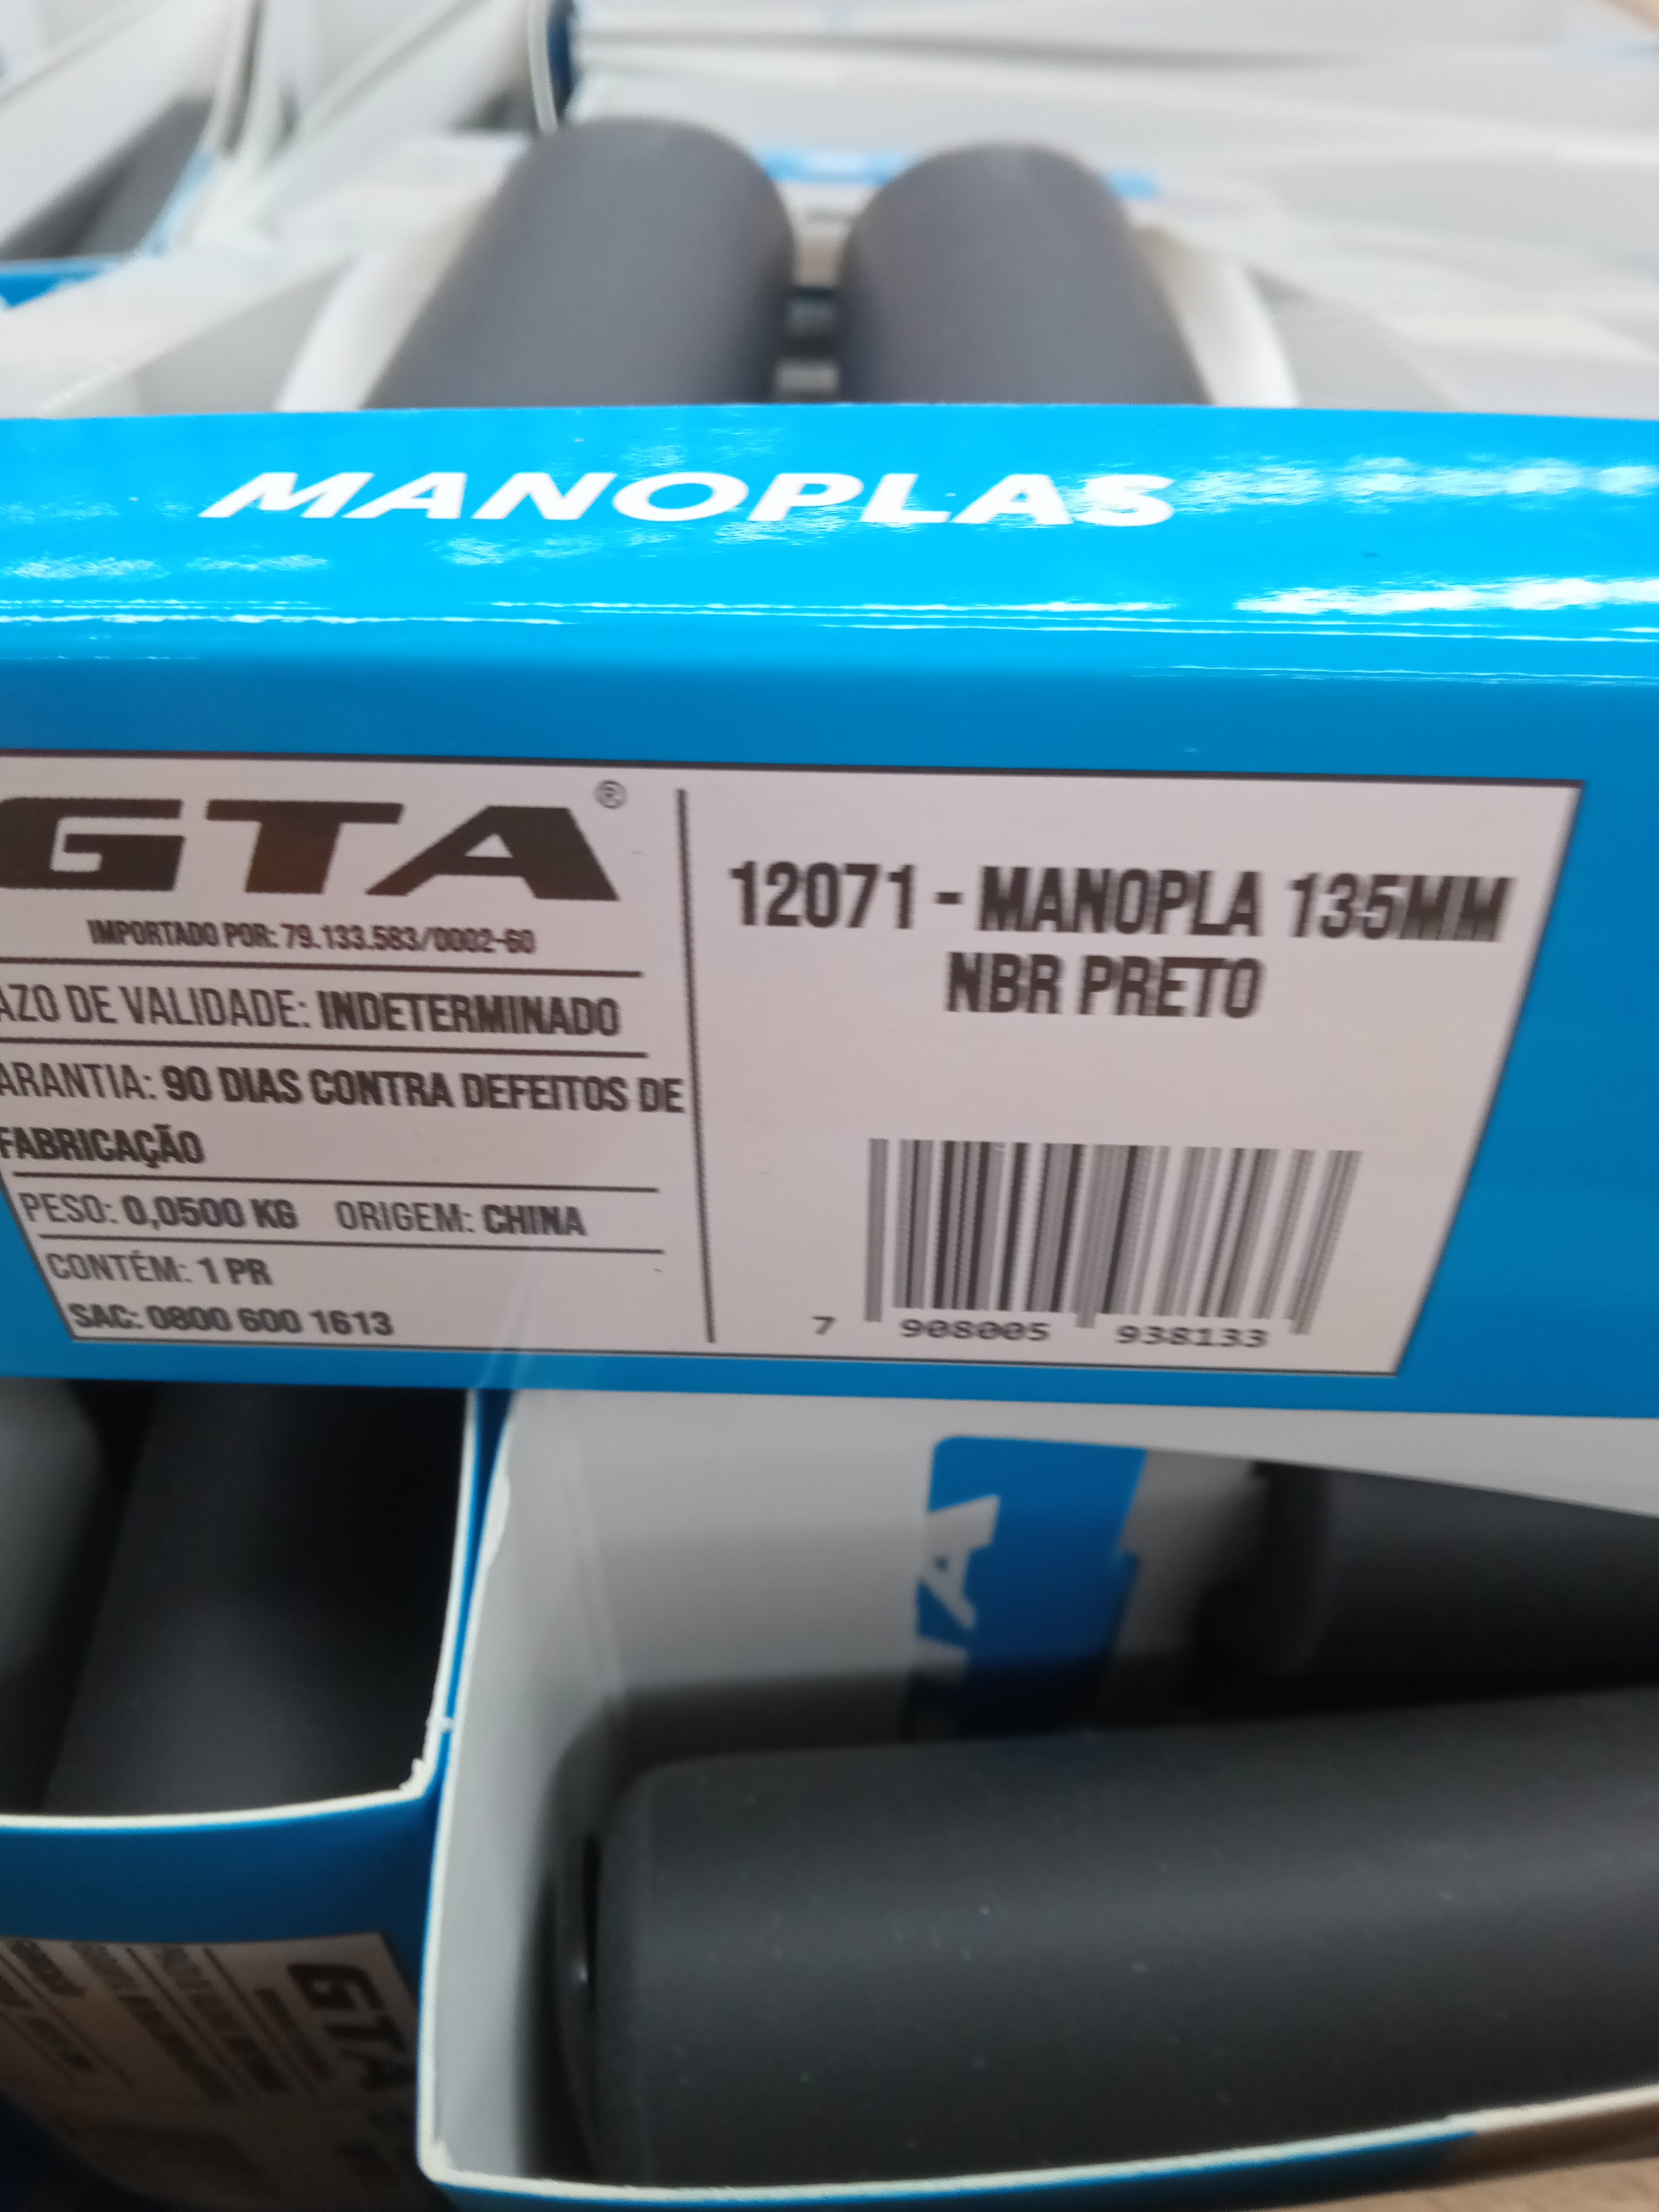 MANOPLAS
GTA®
IMPORTADO POR: 79.133.583/0002-60
AZO DE VALIDADE: INDETERMINADO
ARANTIA: 90 DIAS CONTRA DEFEITOS DE
FABRICAÇÃO
PESO: 0,0500 KG ORIGEM: CHINA
CONTÉM: 1 PR
SAC: 0800 600 1613
12071 - MANOPLA 135MM
NBR PRETO
7 908005 938133
GTA